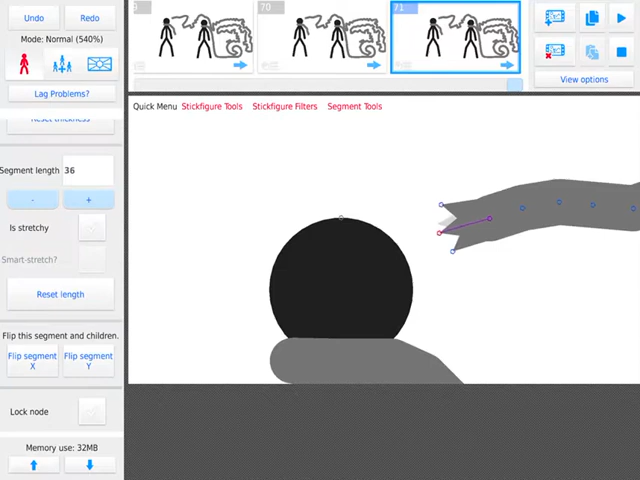 Undo
Redo
70
71
Mode: Normal (540%)
Lag Problems?
View options
Quick Menu Stickfigure Tools Stickfigure Filters Segment Tools
Reset thickness
Segment length 36
- +
Is stretchy
Smart-stretch?
Reset length
Flip this segment and children.
Flip segment X
Flip segment Y
Lock node
Memory use: 32MB